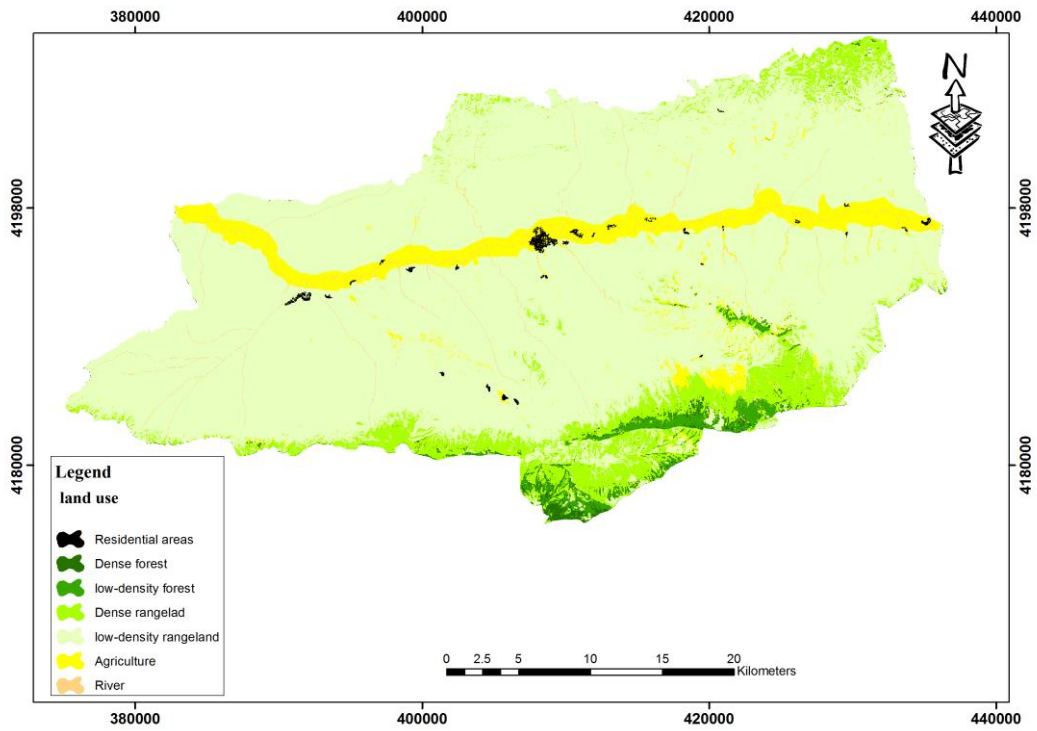 380000 400000 420000 440000
N
4198000 4198000
4180000 4180000
Legend
land use
Residential areas
Dense forest
low-density forest
Dense rangelad
low-density rangeland
Agriculture
River
0 2.5 5 10 15 20
Kilometers
380000 400000 420000 440000